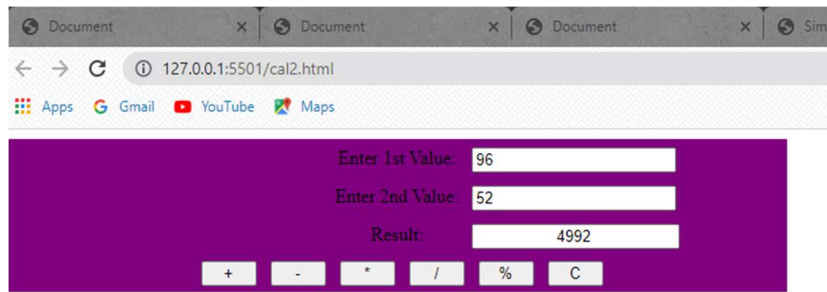 Document × Document × Document × Sim
127.0.0.1:5501/cal2.html
Apps G Gmail YouTube Maps
Enter 1st Value: 96
Enter 2nd Value: 52
Result: 4992
+ - * / % C